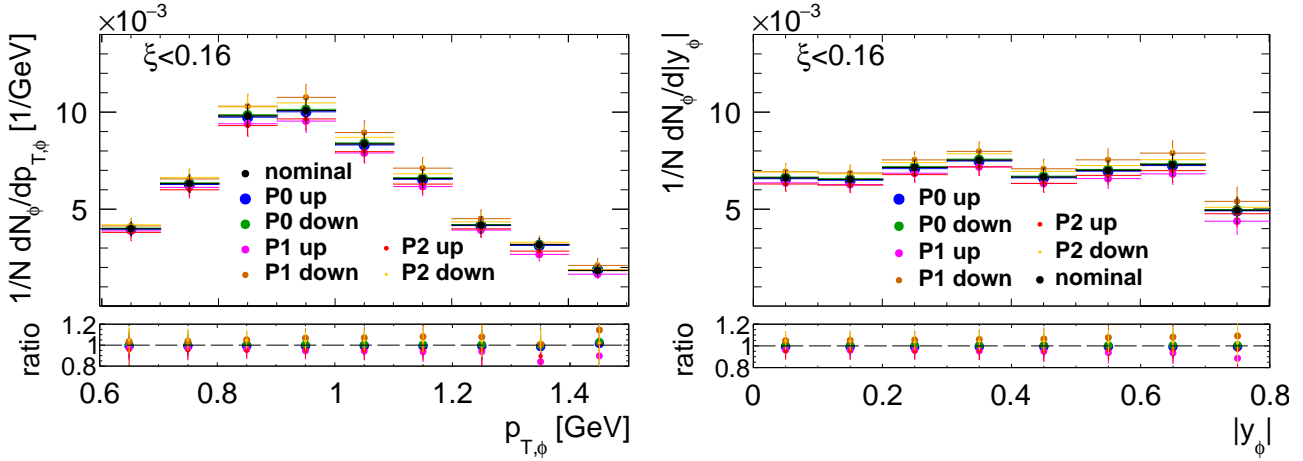 ×10⁻³
ξ<0.16
1/N dN_ϕ/dp_{T,ϕ} [1/GeV]
10
5
nominal
P0 up
P0 down
P1 up
P1 down
P2 up
P2 down
ratio
1.2
1
0.8
0.6 0.8 1 1.2 1.4
p_{T,ϕ} [GeV]
×10⁻³
ξ<0.16
1/N dN_ϕ/d|y_ϕ|
10
5
P0 up
P0 down
P1 up
P1 down
P2 up
P2 down
nominal
ratio
1.2
1
0.8
0 0.2 0.4 0.6 0.8
|y_ϕ|